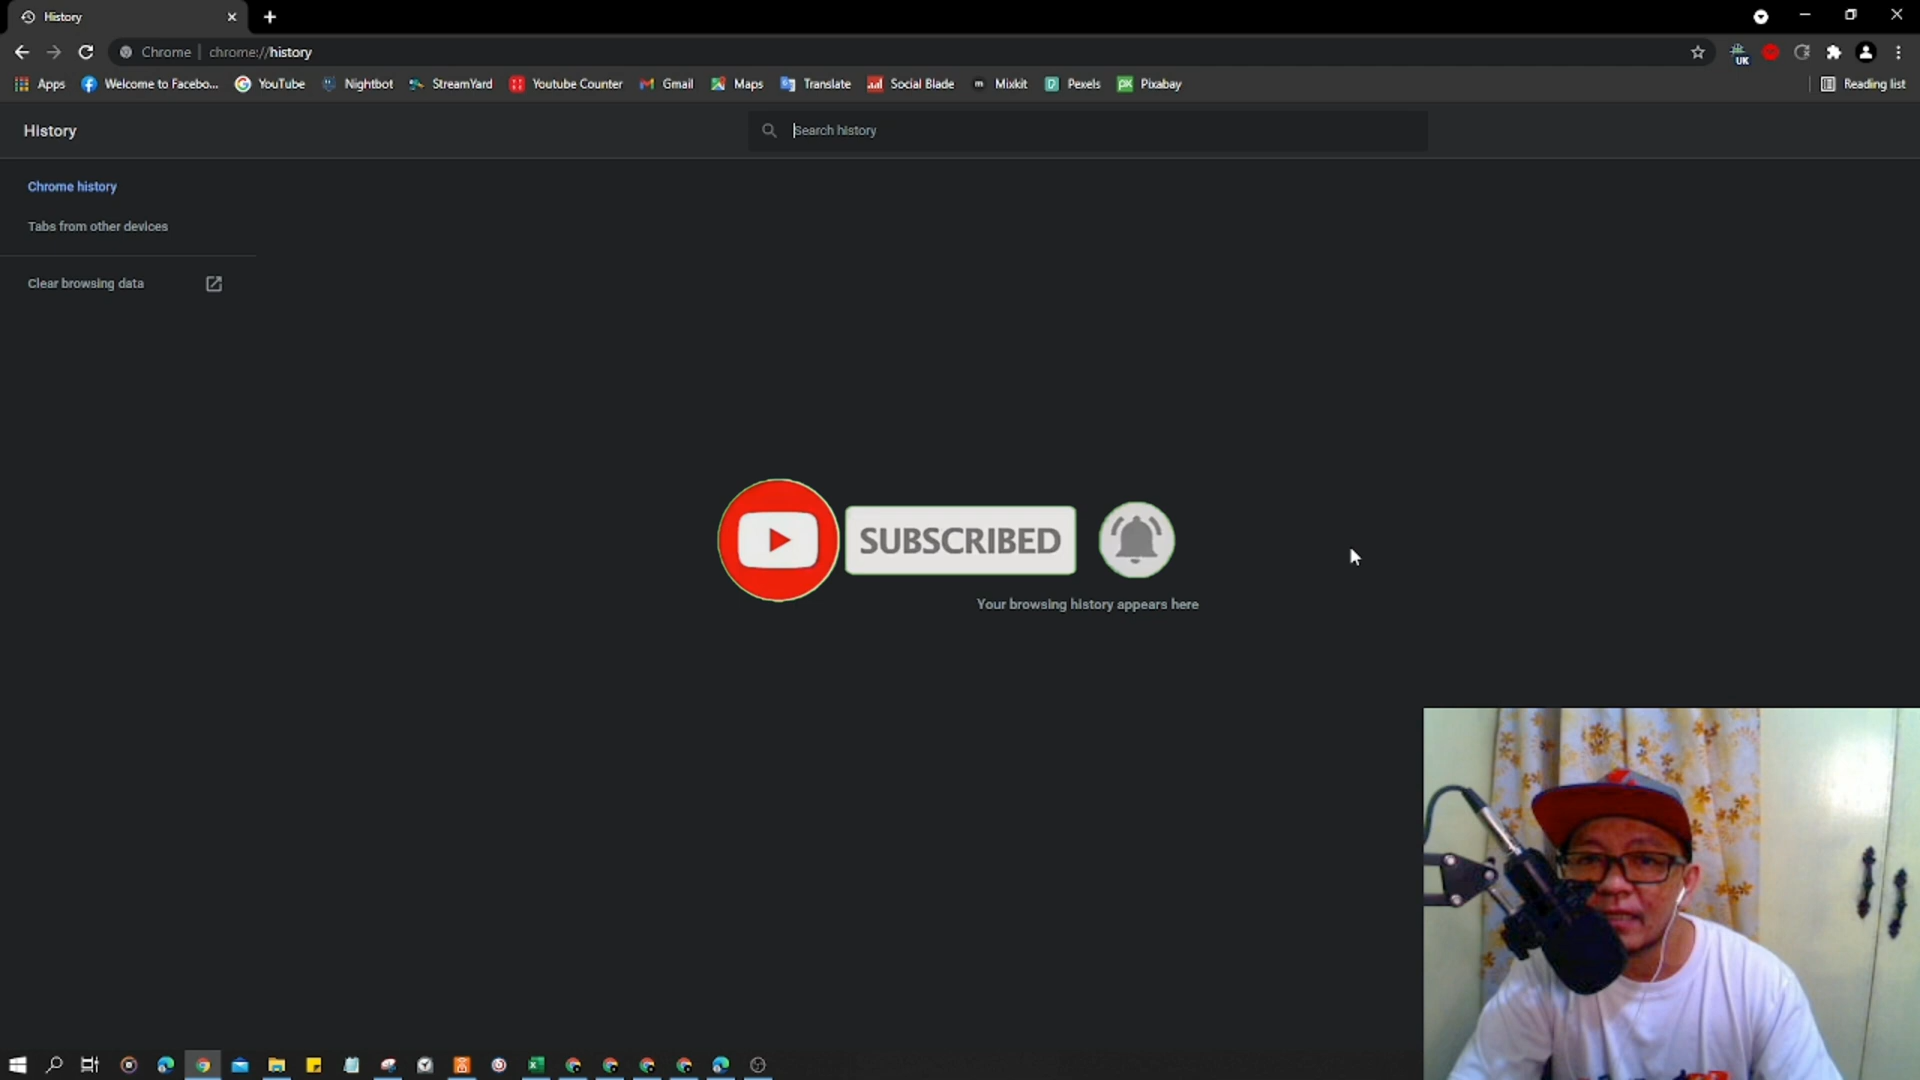 History
Chrome | chrome://history
Apps Welcome to Facebo... YouTube Nightbot StreamYard Youtube Counter Gmail Maps Translate Social Blade Mixkit Pexels Pixabay Reading list
UK
History
Search history
Chrome history
Tabs from other devices
Clear browsing data
SUBSCRIBED
Your browsing history appears here